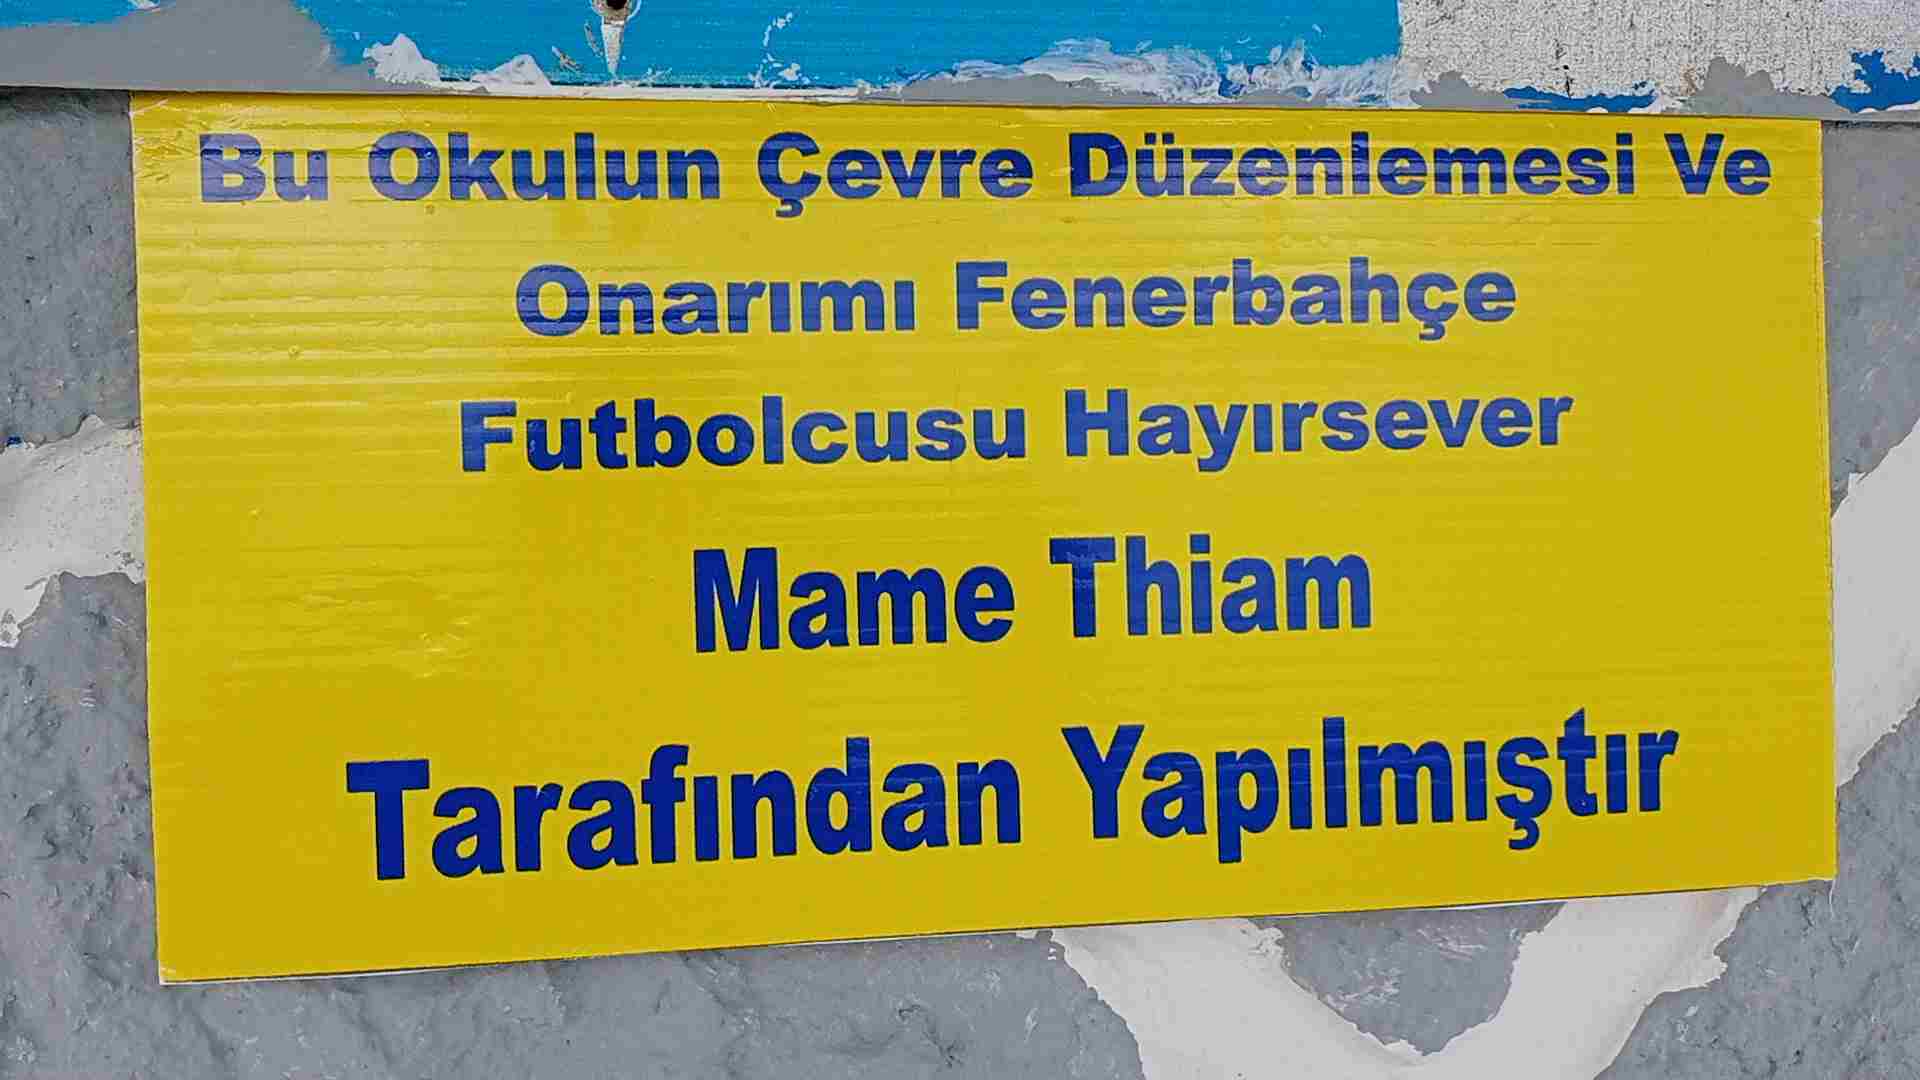 Bu Okulun Çevre Düzenlemesi Ve
Onarımı Fenerbahçe
Futbolcusu Hayırsever
Mame Thiam
Tarafından Yapılmıştır